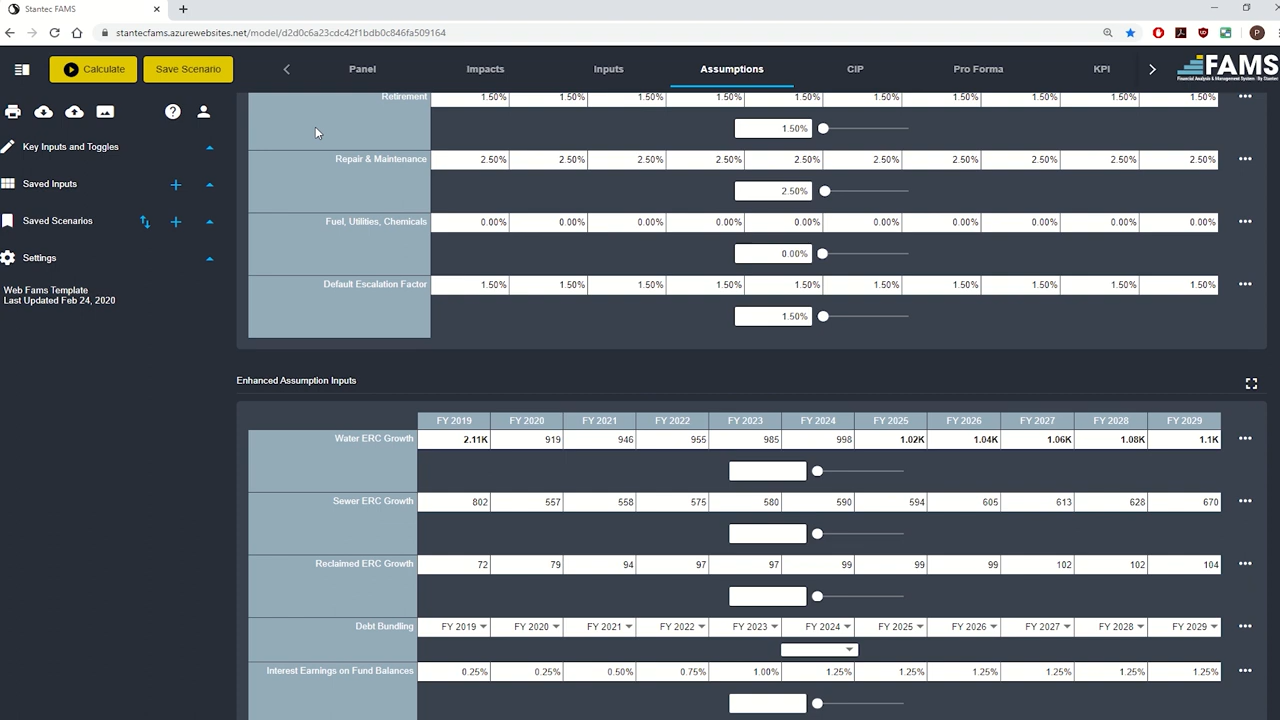 Stantec FAMS
stantecfams.azurewebsites.net/model/d2d0c6a23cdc42f1bdb0c846fa509164
P
Calculate
Save Scenario
Panel
Impacts
Inputs
Assumptions
CIP
Pro Forma
KPI
FAMS
Financial Analysis & Management System - By Stantec
Key Inputs and Toggles
Saved Inputs
Saved Scenarios
Settings
Web Fams Template
Last Updated Feb 24, 2020
Retirement 1.50% 1.50% 1.50% 1.50% 1.50% 1.50% 1.50% 1.50% 1.50% 1.50%
1.50%
Repair & Maintenance 2.50% 2.50% 2.50% 2.50% 2.50% 2.50% 2.50% 2.50% 2.50% 2.50%
2.50%
Fuel, Utilities, Chemicals 0.00% 0.00% 0.00% 0.00% 0.00% 0.00% 0.00% 0.00% 0.00% 0.00%
0.00%
Default Escalation Factor 1.50% 1.50% 1.50% 1.50% 1.50% 1.50% 1.50% 1.50% 1.50% 1.50%
1.50%
Enhanced Assumption Inputs
FY 2019 FY 2020 FY 2021 FY 2022 FY 2023 FY 2024 FY 2025 FY 2026 FY 2027 FY 2028 FY 2029
Water ERC Growth 2.11K 919 946 955 985 998 1.02K 1.04K 1.06K 1.08K 1.1K
Sewer ERC Growth 802 557 558 575 580 590 594 605 613 628 670
Reclaimed ERC Growth 72 79 94 97 97 99 99 99 102 102 104
Debt Bundling FY 2019 FY 2020 FY 2021 FY 2022 FY 2023 FY 2024 FY 2025 FY 2026 FY 2027 FY 2028 FY 2029
Interest Earnings on Fund Balances 0.25% 0.25% 0.50% 0.75% 1.00% 1.25% 1.25% 1.25% 1.25% 1.25% 1.25%